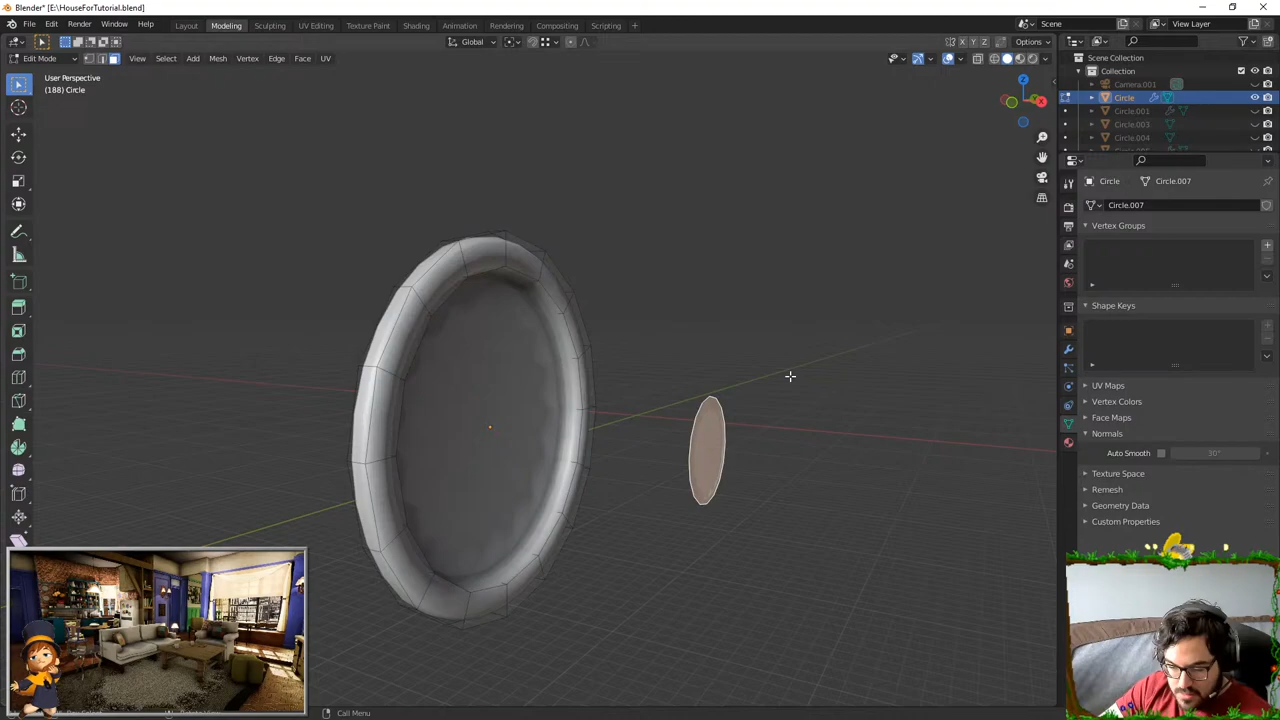 Blender* [E:\HouseForTutorial.blend]
File Edit Render Window Help Layout Modeling Sculpting UV Editing Texture Paint Shading Animation Rendering Compositing Scripting + Scene View Layer
Global X Y Z Options
Edit Mode View Select Add Mesh Vertex Edge Face UV
User Perspective
(188) Circle
Scene Collection
Collection
Camera.001
Circle
Circle.001
Circle.003
Circle.004
Circle Circle.007
Circle.007
Vertex Groups
Shape Keys
UV Maps
Vertex Colors
Face Maps
Normals
Auto Smooth 30°
Texture Space
Remesh
Geometry Data
Custom Properties
Call Menu